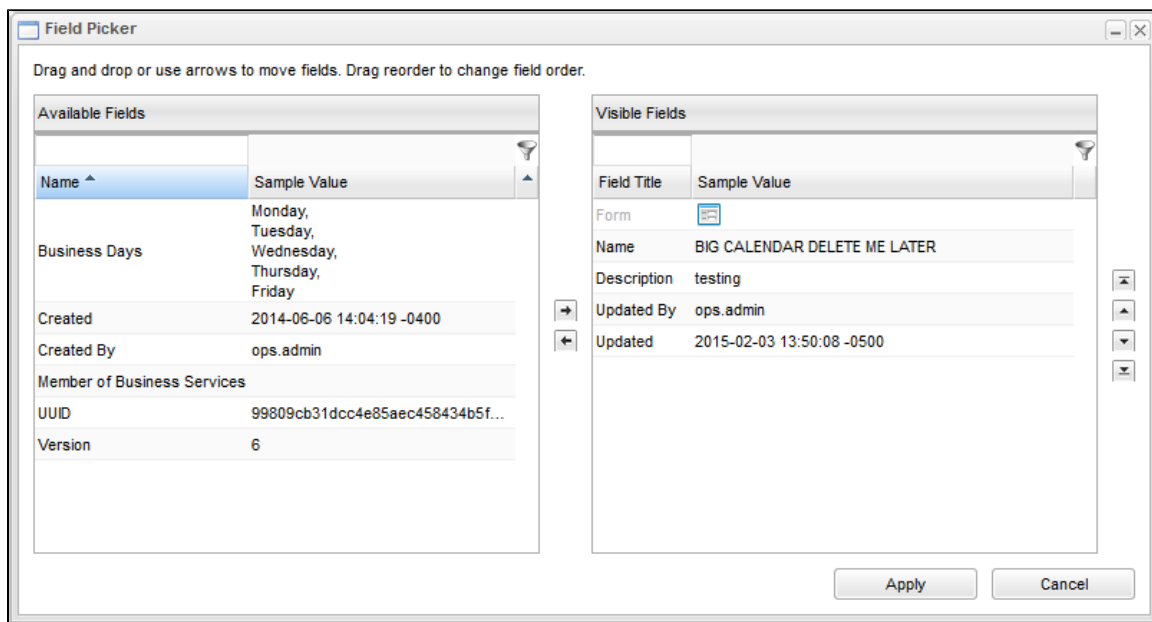 Field Picker
Drag and drop or use arrows to move fields. Drag reorder to change field order.
Available Fields
Name Sample Value
Business Days
Monday,
Tuesday,
Wednesday,
Thursday,
Friday
Created 2014-06-06 14:04:19 -0400
Created By ops.admin
Member of Business Services
UUID 99809cb31dcc4e85aec458434b5f...
Version 6
Visible Fields
Field Title Sample Value
Form
Name BIG CALENDAR DELETE ME LATER
Description testing
Updated By ops.admin
Updated 2015-02-03 13:50:08 -0500
Apply Cancel